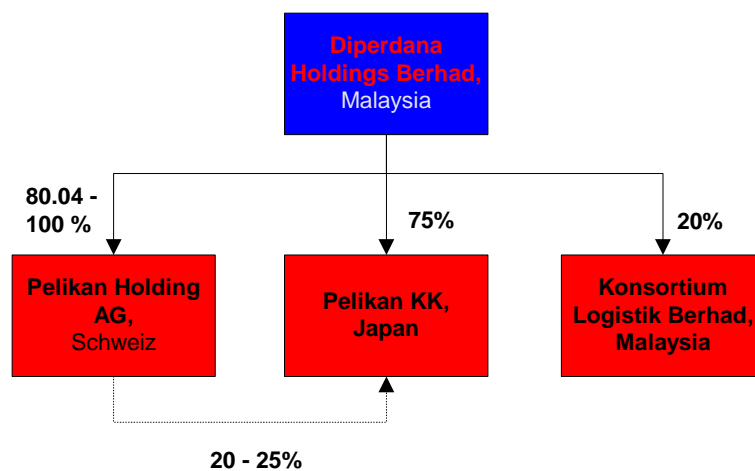 Diperdana
Holdings Berhad,
Malaysia
80.04 -
100 %
75%
20%
Pelikan Holding
AG,
Schweiz
Pelikan KK,
Japan
Konsortium
Logistik Berhad,
Malaysia
20 - 25%